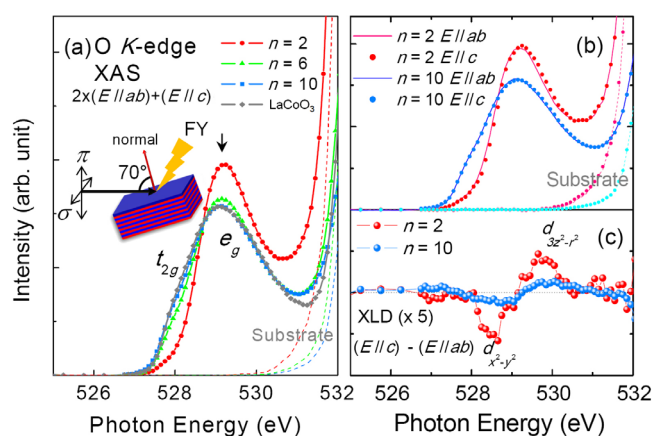 (a) O K-edge
XAS
2x(E // ab)+(E // c)
n = 2
n = 6
n = 10
LaCoO₃
normal
FY
70°
π
σ
t₂g
e_g
Substrate
Intensity (arb. unit)
526 528 530 532
Photon Energy (eV)
(b)
n = 2 E // ab
n = 2 E // c
n = 10 E // ab
n = 10 E // c
Substrate
(c)
n = 2
n = 10
d3z²-r²
XLD (x 5)
(E // c) - (E // ab)
dx²-y²
526 528 530 532
Photon Energy (eV)